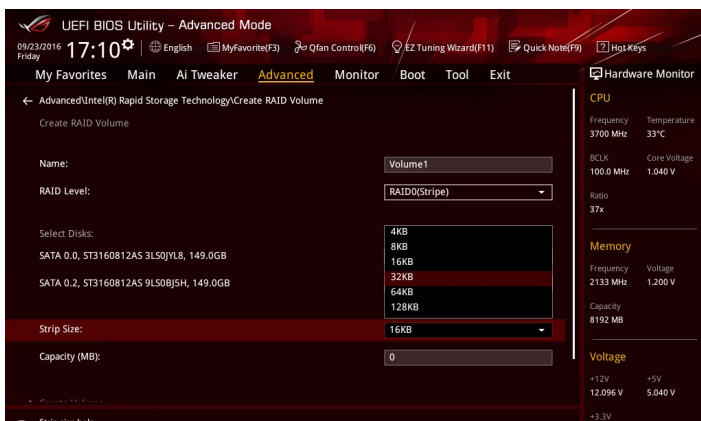 UEFI BIOS Utility – Advanced Mode
09/23/2016 Friday 17:10 English MyFavorite(F3) Qfan Control(F6) EZ Tuning Wizard(F11) Quick Note(F9) Hot Keys
My Favorites Main Ai Tweaker Advanced Monitor Boot Tool Exit
← Advanced\Intel(R) Rapid Storage Technology\Create RAID Volume
Create RAID Volume
Name: Volume1
RAID Level: RAID0(Stripe)
Select Disks:
SATA 0.0, ST3160812AS 3LS0JYL8, 149.0GB
SATA 0.2, ST3160812AS 9LS0BJ5H, 149.0GB
4KB
8KB
16KB
32KB
64KB
128KB
Strip Size: 16KB
Capacity (MB): 0
Hardware Monitor
CPU
Frequency Temperature
3700 MHz 33°C
BCLK Core Voltage
100.0 MHz 1.040 V
Ratio
37x
Memory
Frequency Voltage
2133 MHz 1.200 V
Capacity
8192 MB
Voltage
+12V +5V
12.096 V 5.040 V
+3.3V